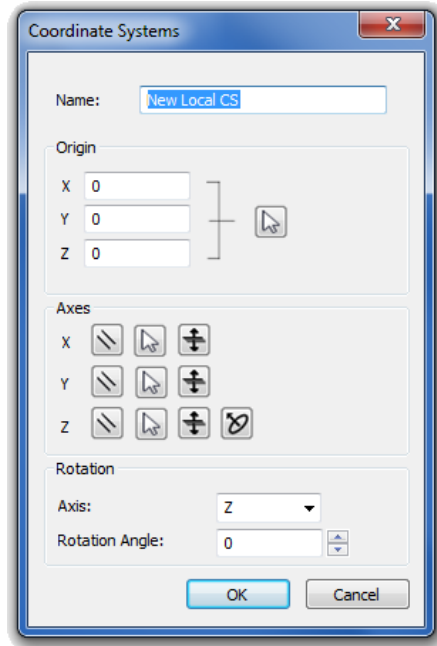 Coordinate Systems
Name: New Local CS
Origin
X 0
Y 0
Z 0
Axes
X
Y
Z
Rotation
Axis: Z
Rotation Angle: 0
OK Cancel